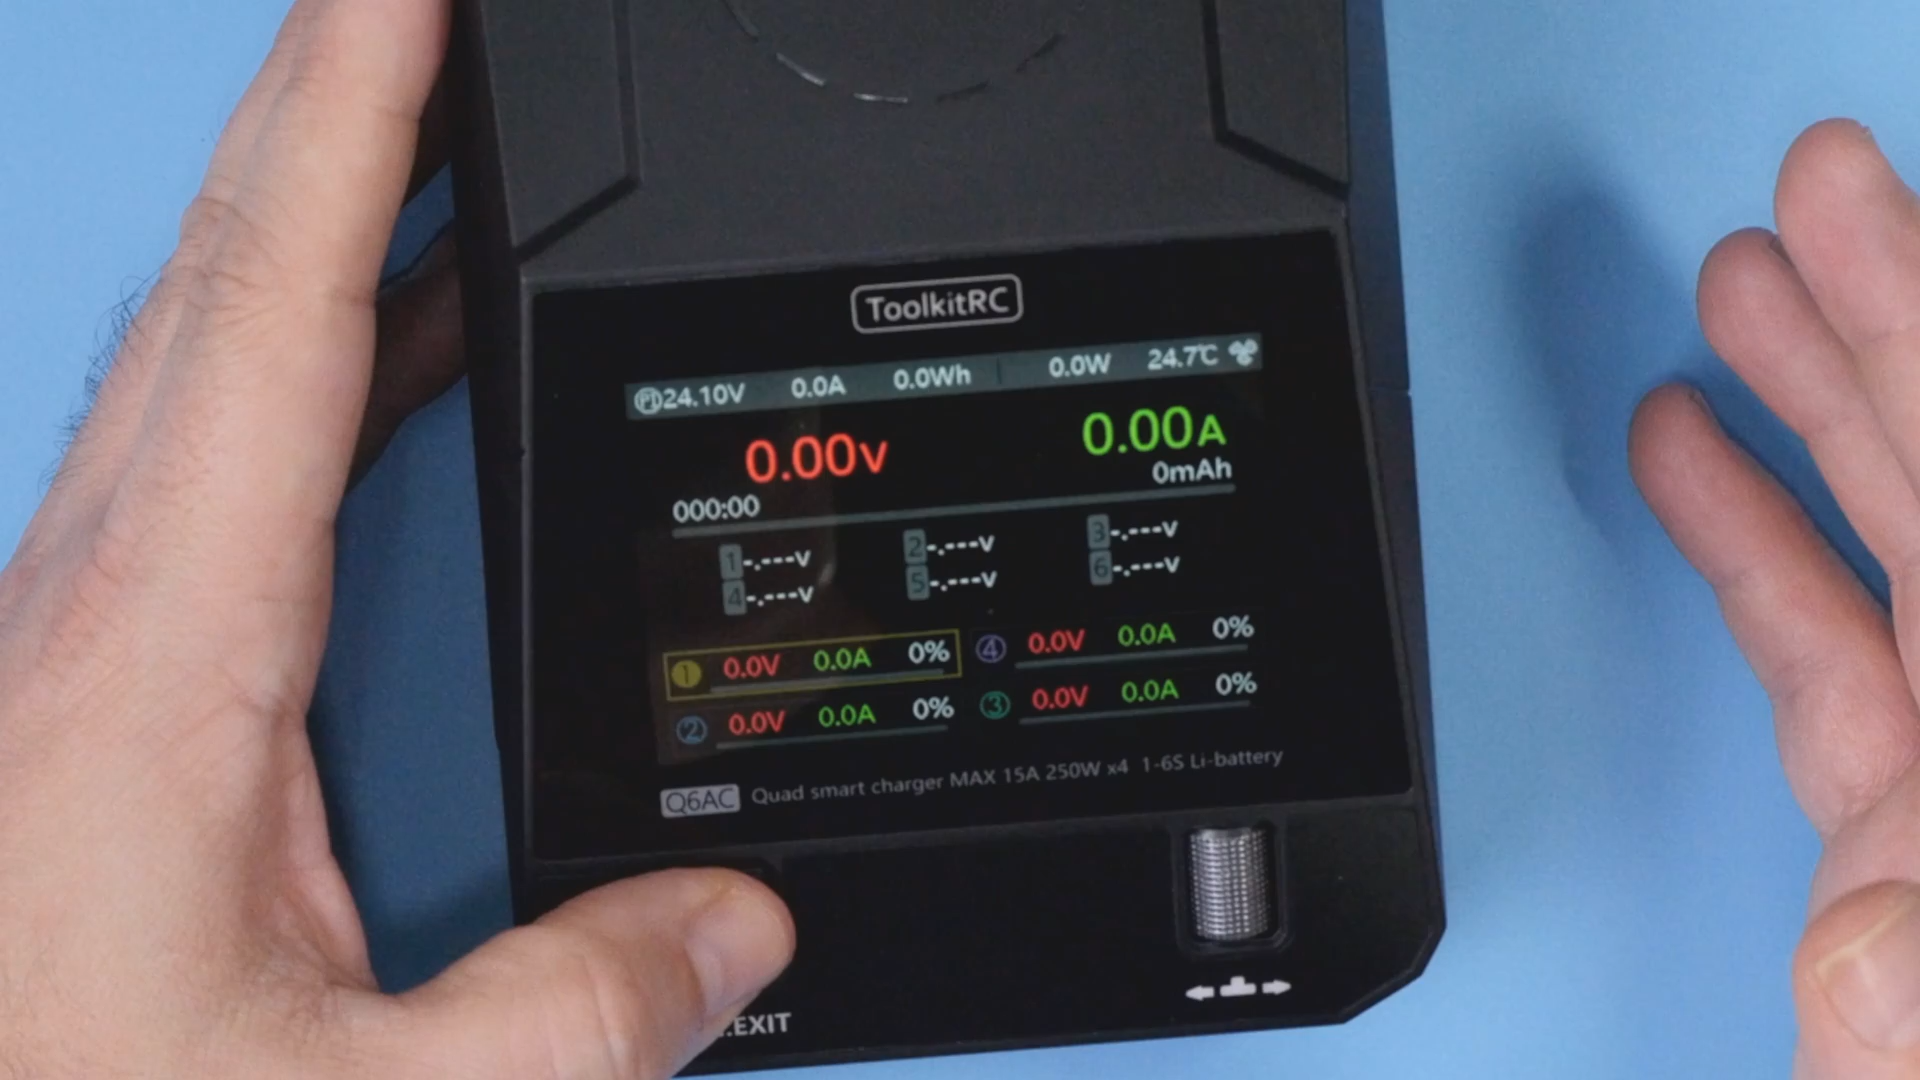 ToolkitRC
24.10V 0.0A 0.0Wh 0.0W 24.7℃
0.00V 0.00A
0mAh
000:00
1 -.---V 2 -.---V 3 -.---V
4 -.---V 5 -.---V 6 -.---V
① 0.0V 0.0A 0% ④ 0.0V 0.0A 0%
② 0.0V 0.0A 0% ③ 0.0V 0.0A 0%
Q6AC Quad smart charger MAX 15A 250W x4 1-6S Li-battery
EXIT